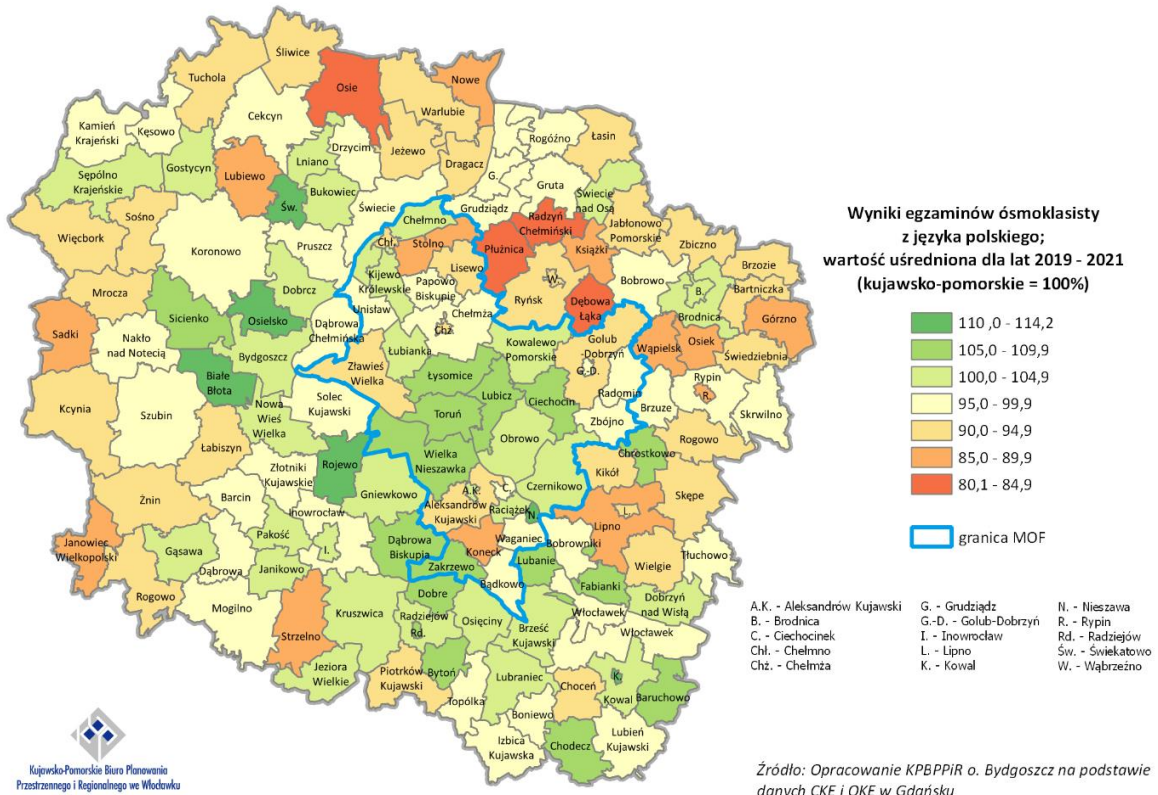 Śliwice
Tuchola
Osie
Nowe
Warlubie
Cekcyn
Kamień
Krajeński
Kęsowo
Rogóźno
Łasin
Drzycim
Jeżewo
Dragacz
G.
Sępólno
Krajeńskie
Gostycyn
Lubiewo
Lniano
Św.
Bukowiec
Gruta
Świecie
nad Osą
Świecie
Grudziądz
Chełmno
Radzyń
Chełmiński
Sośno
Więcbork
Koronowo
Pruszcz
Chł.
Stolno
Płużnica
Książki
Jabłonowo
Pomorskie
Zbiczno
Lisewo
Kijewo
Królewskie
Papowo
Biskupie
W.
Ryńsk
Bobrowo
Brzozie
Bartniczka
Mrocza
Dobrcz
Unisław
Chełmża
Chż.
Dębowa
Łąka
B.
Brodnica
Górzno
Sadki
Sicienko
Osielsko
Dąbrowa
Chełmińska
Nakło
nad Notecią
Bydgoszcz
Łubianka
Kowalewo
Pomorskie
Golub
-Dobrzyń
G.-D.
Wąpielsk
Osiek
Świedziebnia
Białe
Błota
Zławieś
Wielka
Łysomice
Rypin
R.
Kcynia
Szubin
Solec
Kujawski
Nowa
Wieś
Wielka
Toruń
Lubicz
Ciechocin
Radomin
Brzuze
Skrwilno
Zbójno
Łabiszyn
Obrowo
Rogowo
Wielka
Nieszawka
Chrostkowo
Rojewo
Złotniki
Kujawskie
Kikół
Żnin
Barcin
Gniewkowo
A.K.
C.
Czernikowo
Skępe
Aleksandrów
Kujawski
Raciążek
N.
L.
Lipno
Inowrocław
I.
Janowiec
Wielkopolski
Gąsawa
Pakość
Dąbrowa
Biskupia
Koneck
Waganiec
Bobrowniki
Tłuchowo
Dąbrowa
Janikowo
Zakrzewo
Lubanie
Wielgie
Bądkowo
Rogowo
Mogilno
Dobre
Fabianki
Dobrzyń
nad Wisłą
Strzelno
Kruszwica
Radziejów
Rd.
Osięciny
Brześć
Kujawski
Włocławek
Włocławek
Jeziora
Wielkie
Piotrków
Kujawski
Bytoń
Lubraniec
Choceń
K.
Kowal
Baruchowo
Topólka
Boniewo
Izbica
Kujawska
Chodecz
Lubień
Kujawski
Wyniki egzaminów ósmoklasisty
z języka polskiego;
wartość uśredniona dla lat 2019 - 2021
(kujawsko-pomorskie = 100%)
110 ,0 - 114,2
105,0 - 109,9
100,0 - 104,9
95,0 - 99,9
90,0 - 94,9
85,0 - 89,9
80,1 - 84,9
granica MOF
A.K. - Aleksandrów Kujawski
B. - Brodnica
C. - Ciechocinek
Chł. - Chełmno
Chż. - Chełmża
G. - Grudziądz
G.-D. - Golub-Dobrzyń
I. - Inowrocław
L. - Lipno
K. - Kowal
N. - Nieszawa
R. - Rypin
Rd. - Radziejów
Św. - Świekatowo
W. - Wąbrzeźno
Kujawsko-Pomorskie Biuro Planowania
Przestrzennego i Regionalnego we Włocławku
Źródło: Opracowanie KPBPPiR o. Bydgoszcz na podstawie
danych CKE i OKE w Gdańsku